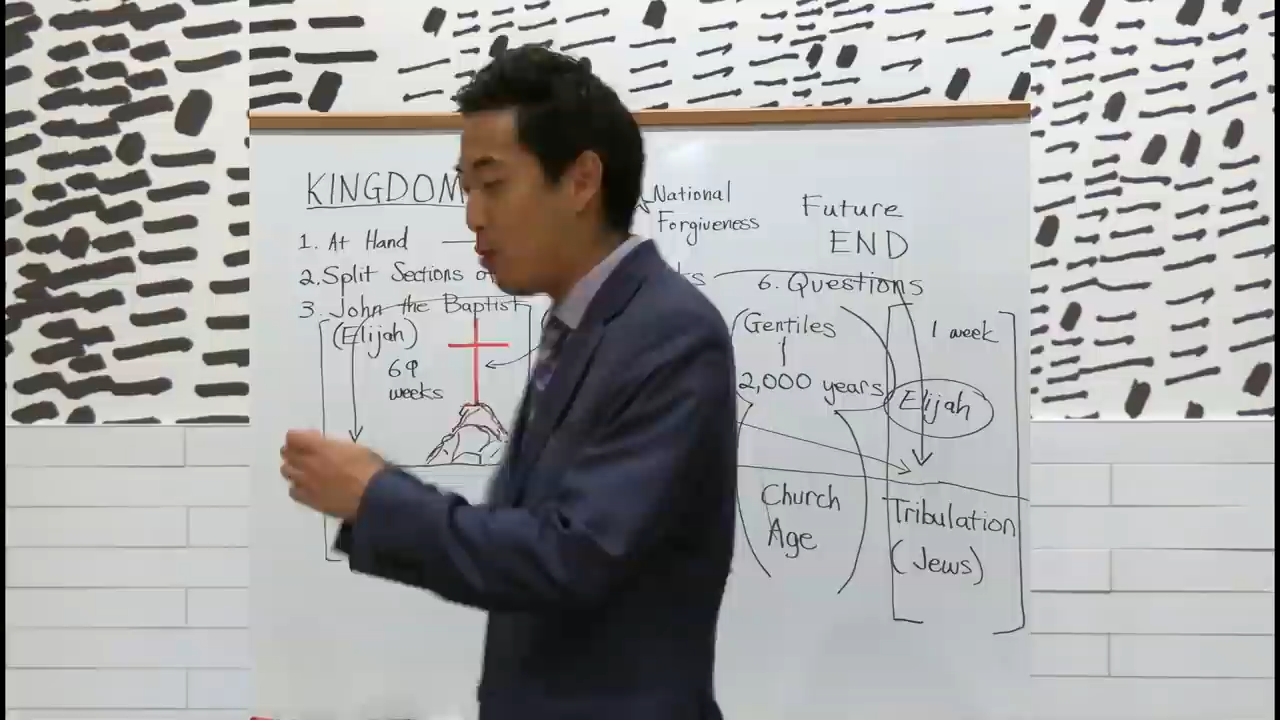 KINGDOM
1. At Hand
2. Split Sections
3. John the Baptist
(Elijah)
69
weeks
National
Forgiveness
Future
END
6. Questions
(Gentiles
2,000 years
1 week
Elijah
Church
Age
Tribulation
(Jews)